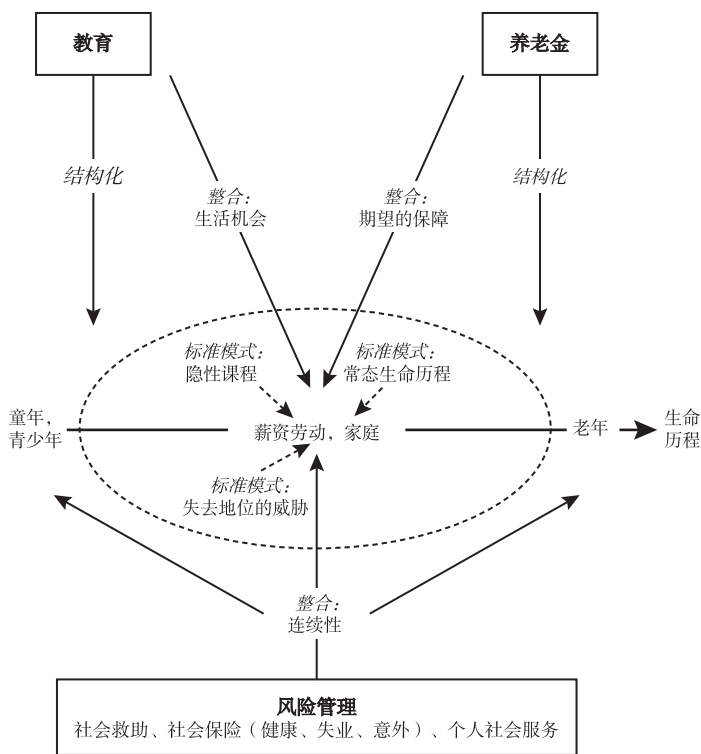 教育
养老金
结构化
结构化
整合：
生活机会
整合：
期望的保障
标准模式：
隐性课程
标准模式：
常态生命历程
童年，
青少年
薪资劳动，家庭
老年
生命
历程
标准模式：
失去地位的威胁
整合：
连续性
风险管理
社会救助、社会保险（健康、失业、意外）、个人社会服务